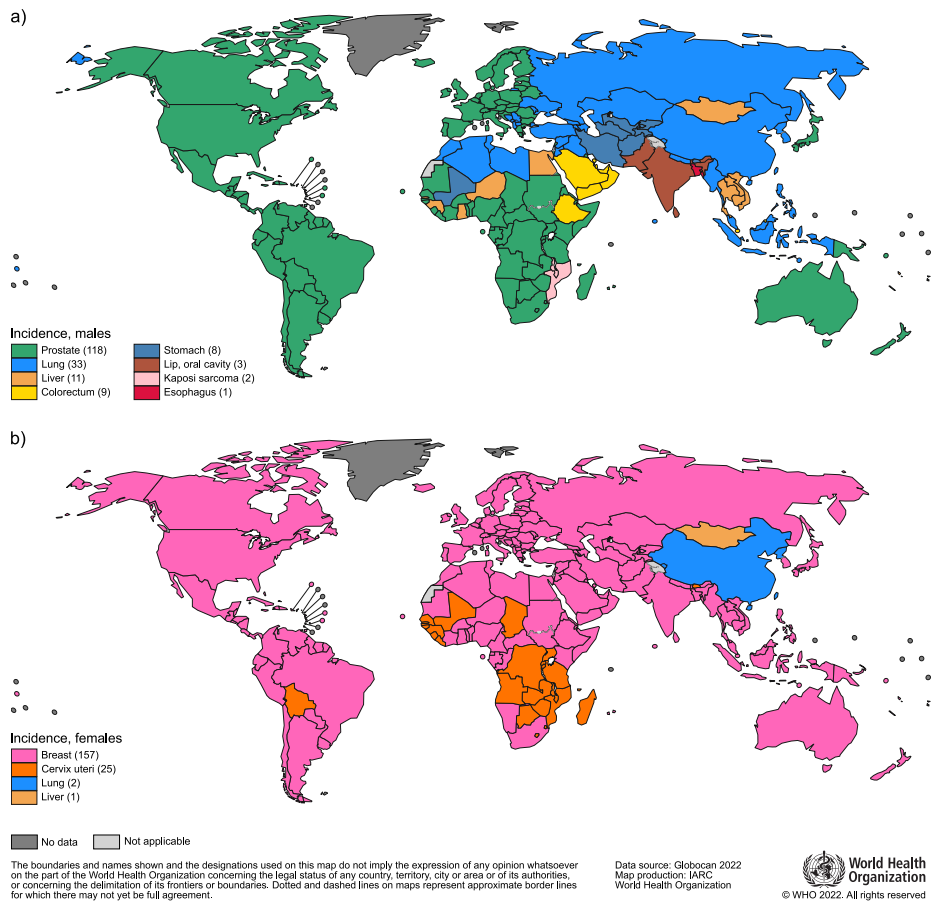 a)
Incidence, males
Prostate (118)
Lung (33)
Liver (11)
Colorectum (9)
Stomach (8)
Lip, oral cavity (3)
Kaposi sarcoma (2)
Esophagus (1)
b)
Incidence, females
Breast (157)
Cervix uteri (25)
Lung (2)
Liver (1)
No data
Not applicable
The boundaries and names shown and the designations used on this map do not imply the expression of any opinion whatsoever
on the part of the World Health Organization concerning the legal status of any country, territory, city or area or of its authorities,
or concerning the delimitation of its frontiers or boundaries. Dotted and dashed lines on maps represent approximate border lines
for which there may not yet be full agreement.
Data source: Globocan 2022
Map production: IARC
World Health Organization
World Health
Organization
© WHO 2022. All rights reserved